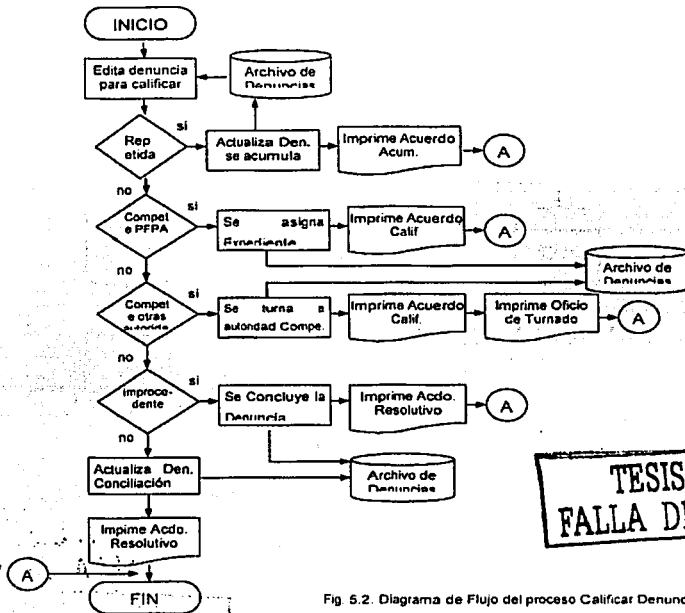 INICIO
Edita denuncia
para calificar
Archivo de
Denuncias
Rep
etida
si
Actualiza Den.
se acumula
Imprime Acuerdo
Acum.
A
no
Compet
e PFPA
si
Se asigna
Expediente
Imprime Acuerdo
Calif
A
no
Archivo de
Denuncias
Compet
e otras
si
Se turna a
autoridad Compe.
Imprime Acuerdo
Calif.
Imprime Oficio
de Turnado
A
no
Improce-
dente
si
Se Concluye la
Denuncia
Imprime Acdo.
Resolutivo
A
no
Actualiza Den.
Conciliación
Archivo de
Denuncias
Impime Acdo.
Resolutivo
A
FIN
TESIS
FALLA DE
Fig. 5.2. Diagrama de Flujo del proceso Calificar Denunc